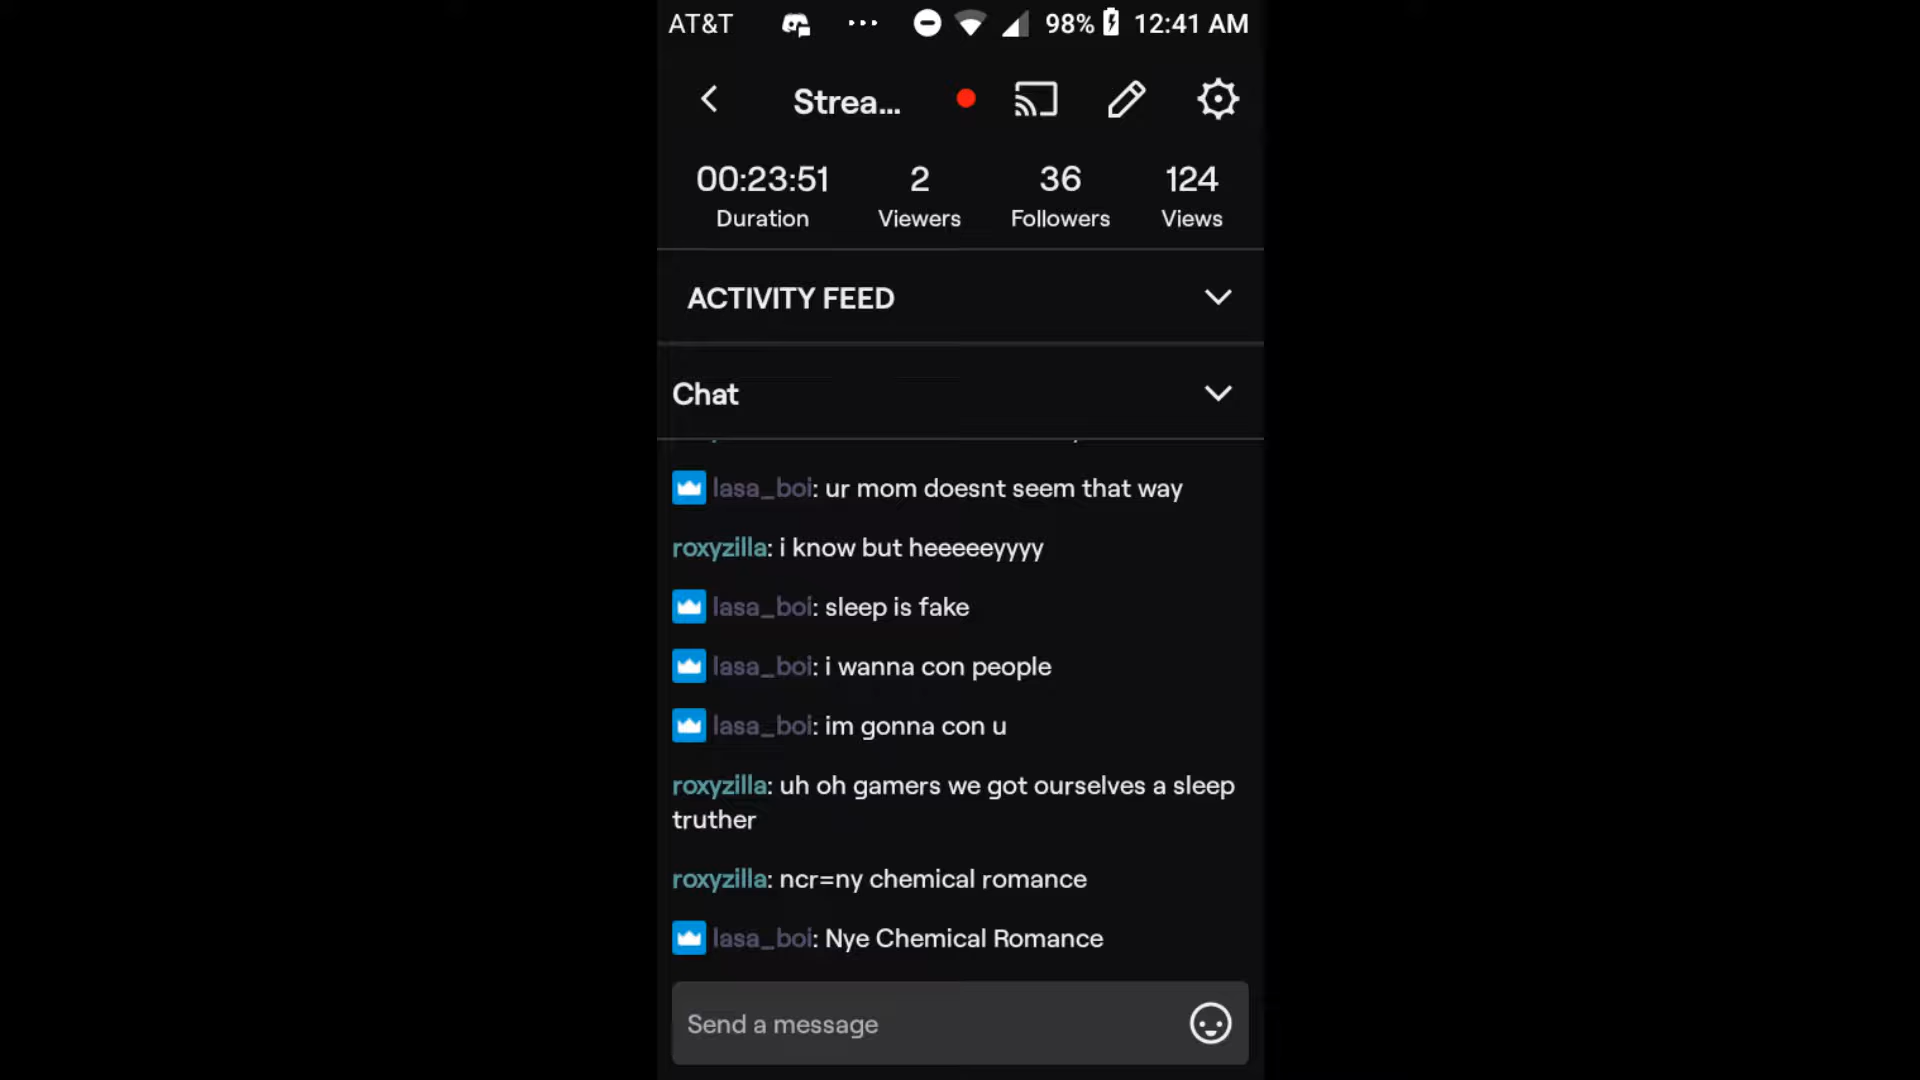 AT&T ... 98% 12:41 AM
Strea...
00:23:51 2 36 124
Duration Viewers Followers Views
ACTIVITY FEED
Chat
lasa_boi: ur mom doesnt seem that way
roxyzilla: i know but heeeeeyyyy
lasa_boi: sleep is fake
lasa_boi: i wanna con people
lasa_boi: im gonna con u
roxyzilla: uh oh gamers we got ourselves a sleep
truther
roxyzilla: ncr=ny chemical romance
lasa_boi: Nye Chemical Romance
Send a message